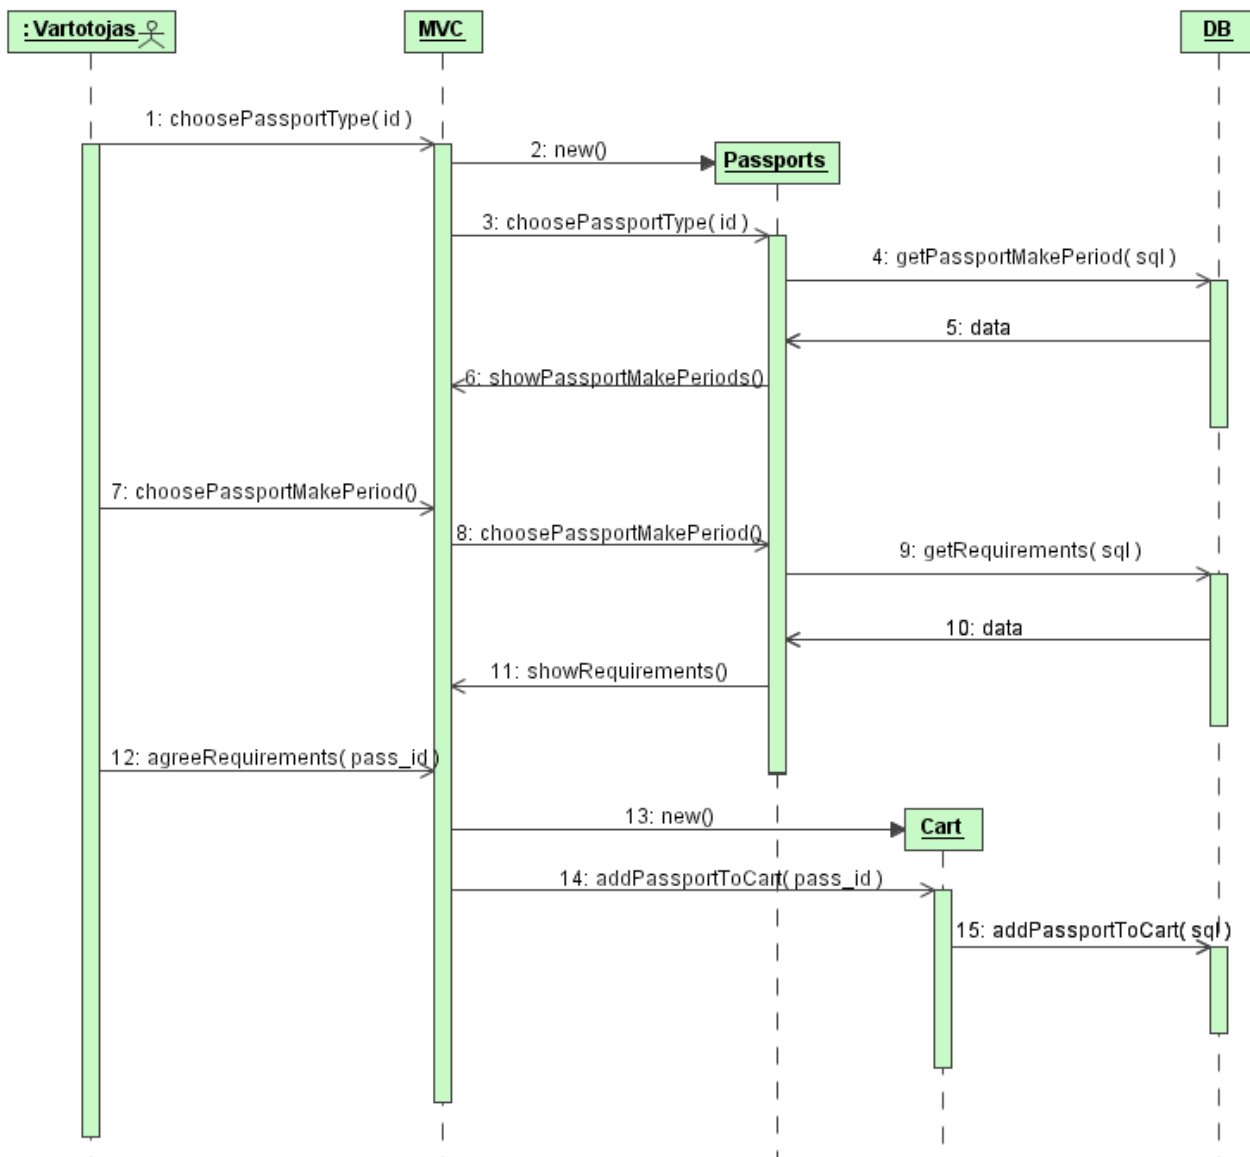 : Vartotojas
MVC
DB
1: choosePassportType( id )
2: new()
Passports
3: choosePassportType( id )
4: getPassportMakePeriod( sql )
5: data
6: showPassportMakePeriods()
7: choosePassportMakePeriod()
8: choosePassportMakePeriod()
9: getRequirements( sql )
10: data
11: showRequirements()
12: agreeRequirements( pass_id )
13: new()
Cart
14: addPassportToCart( pass_id )
15: addPassportToCart( sql )